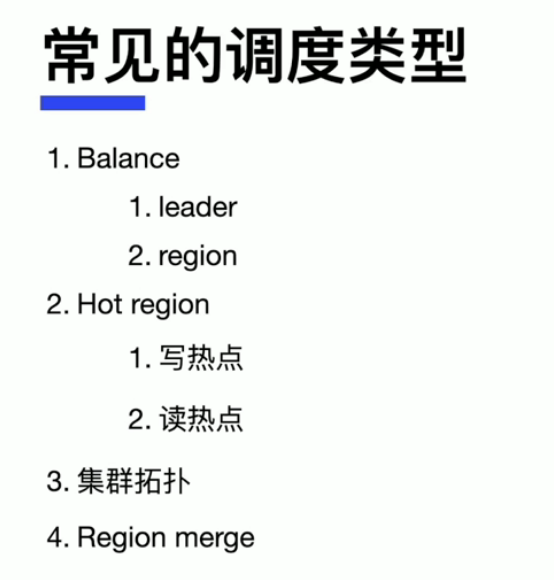 常见的调度类型
1. Balance
1. leader
2. region
2. Hot region
1. 写热点
2. 读热点
3. 集群拓扑
4. Region merge